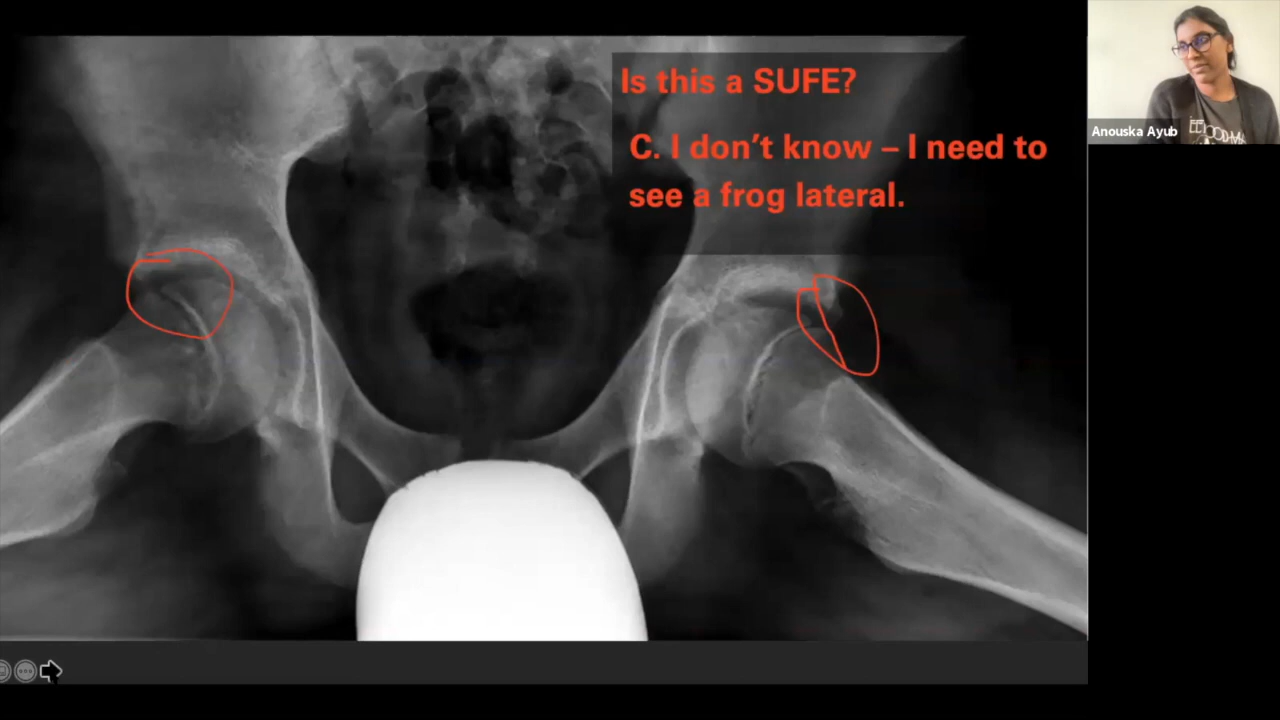 Is this a SUFE?
C. I don't know – I need to
see a frog lateral.
Anouska Ayub